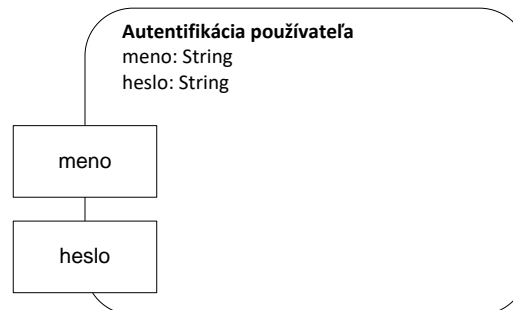 Autentifikácia používateľa
meno: String
heslo: String
meno
heslo